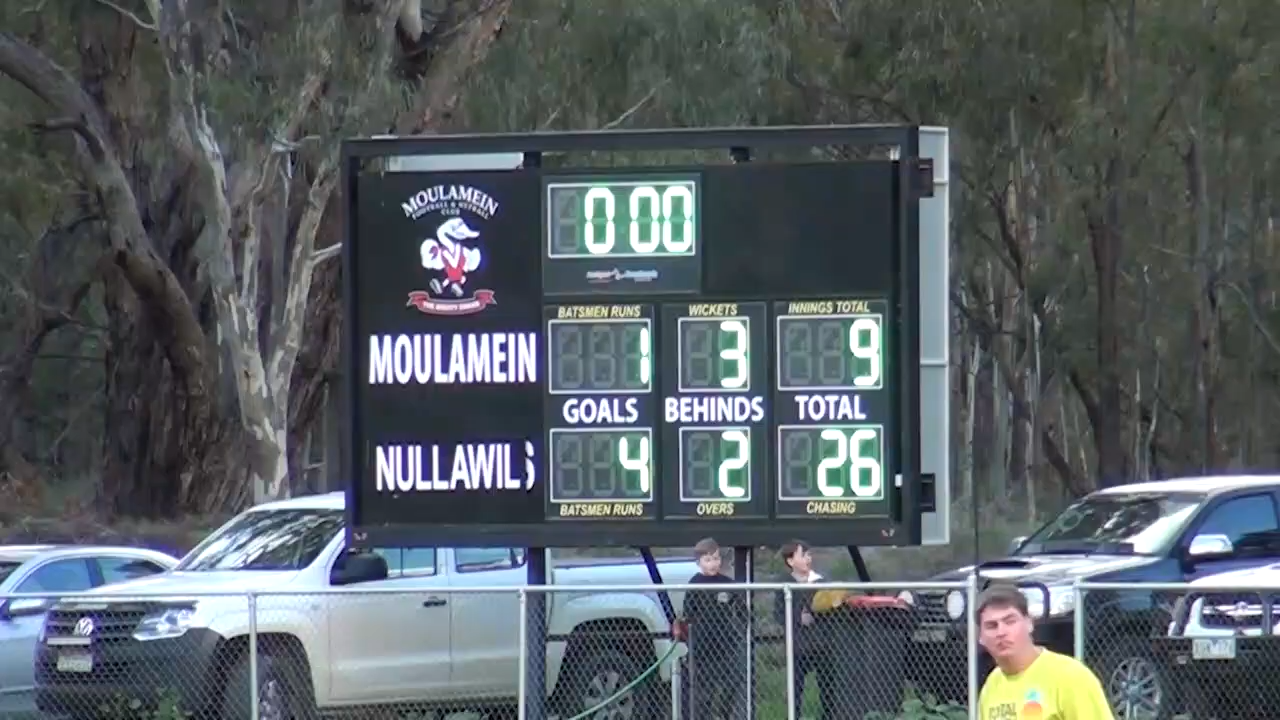 MOULAMEIN
FOOTBALL & NETBALL
CLUB
0 00
BATSMEN RUNS WICKETS INNINGS TOTAL
MOULAMEIN 1 3 9
GOALS BEHINDS TOTAL
NULLAWIL 4 2 26
BATSMEN RUNS OVERS CHASING
TOTAL